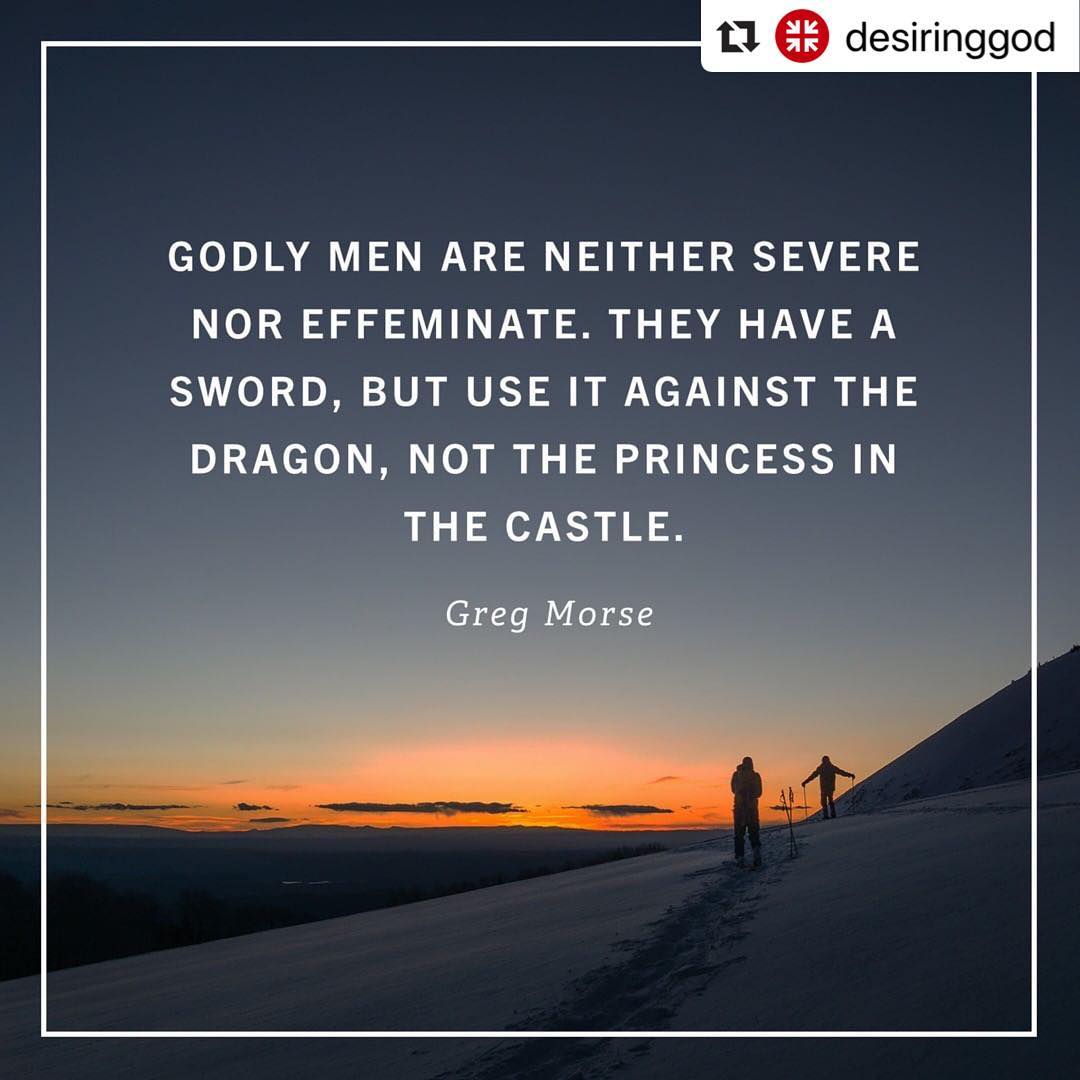 desiringgod
GODLY MEN ARE NEITHER SEVERE
NOR EFFEMINATE. THEY HAVE A
SWORD, BUT USE IT AGAINST THE
DRAGON, NOT THE PRINCESS IN
THE CASTLE.
Greg Morse